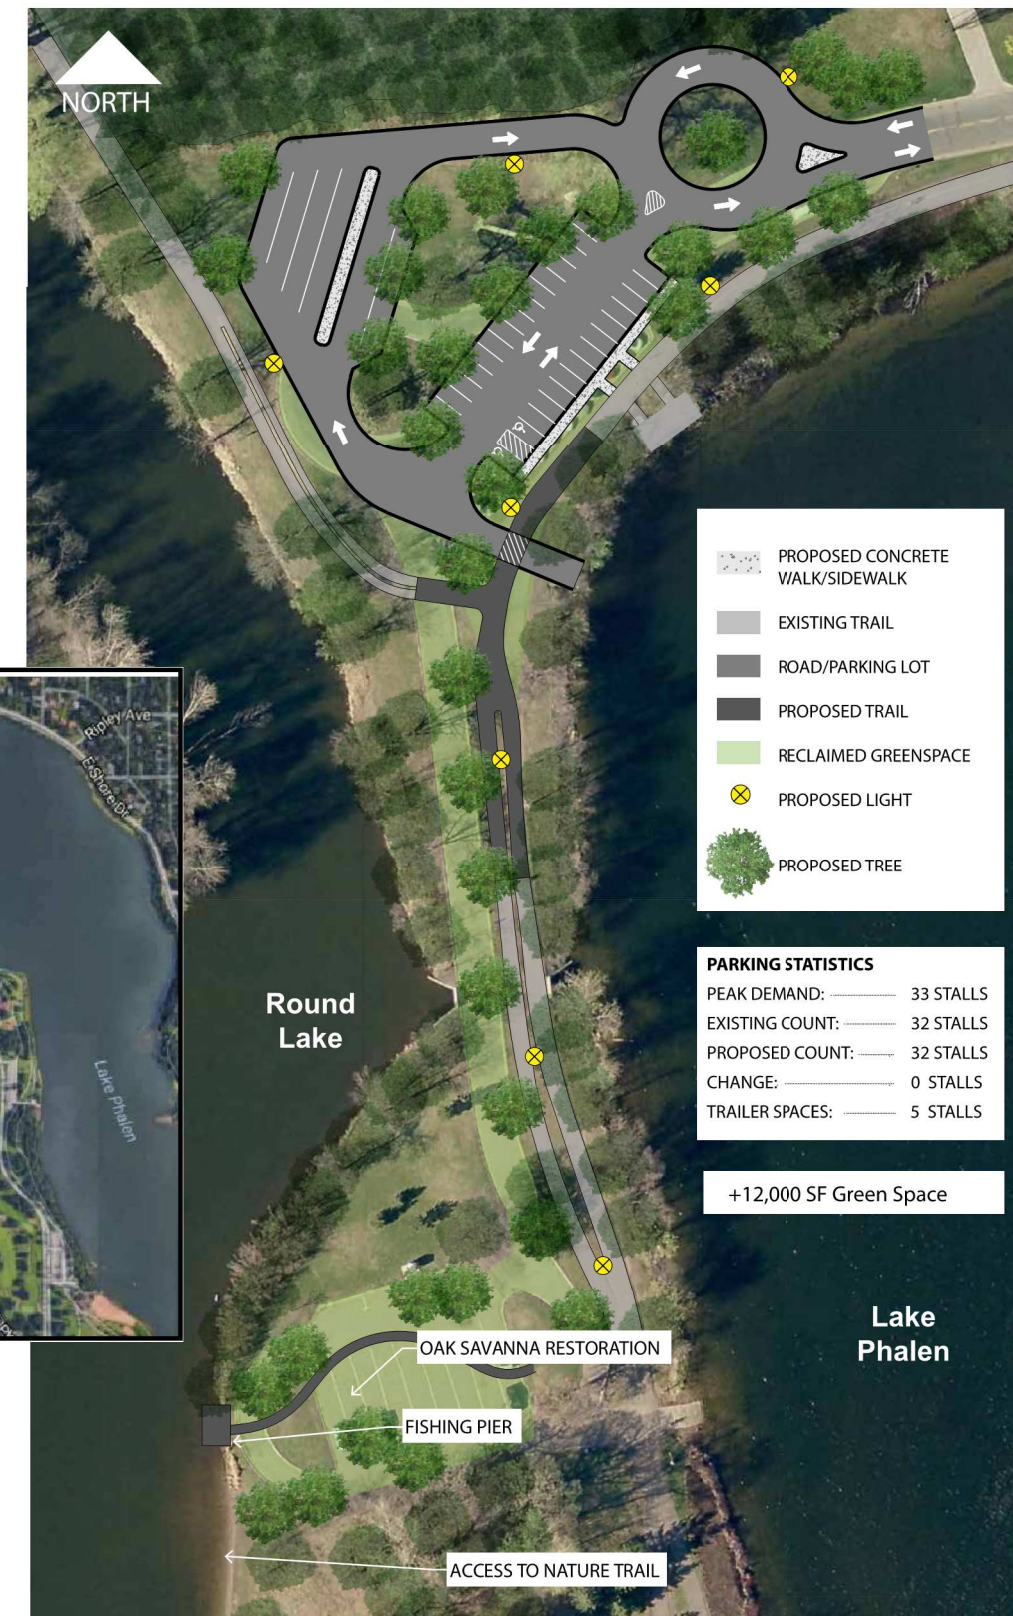 NORTH
PROPOSED CONCRETE
WALK/SIDEWALK
EXISTING TRAIL
ROAD/PARKING LOT
PROPOSED TRAIL
RECLAIMED GREENSPACE
PROPOSED LIGHT
PROPOSED TREE
Ripley Ave
E Shore Dr
Lake Phalen
PARKING STATISTICS
PEAK DEMAND: 33 STALLS
EXISTING COUNT: 32 STALLS
PROPOSED COUNT: 32 STALLS
CHANGE: 0 STALLS
TRAILER SPACES: 5 STALLS
+12,000 SF Green Space
Round
Lake
Lake
Phalen
OAK SAVANNA RESTORATION
FISHING PIER
ACCESS TO NATURE TRAIL